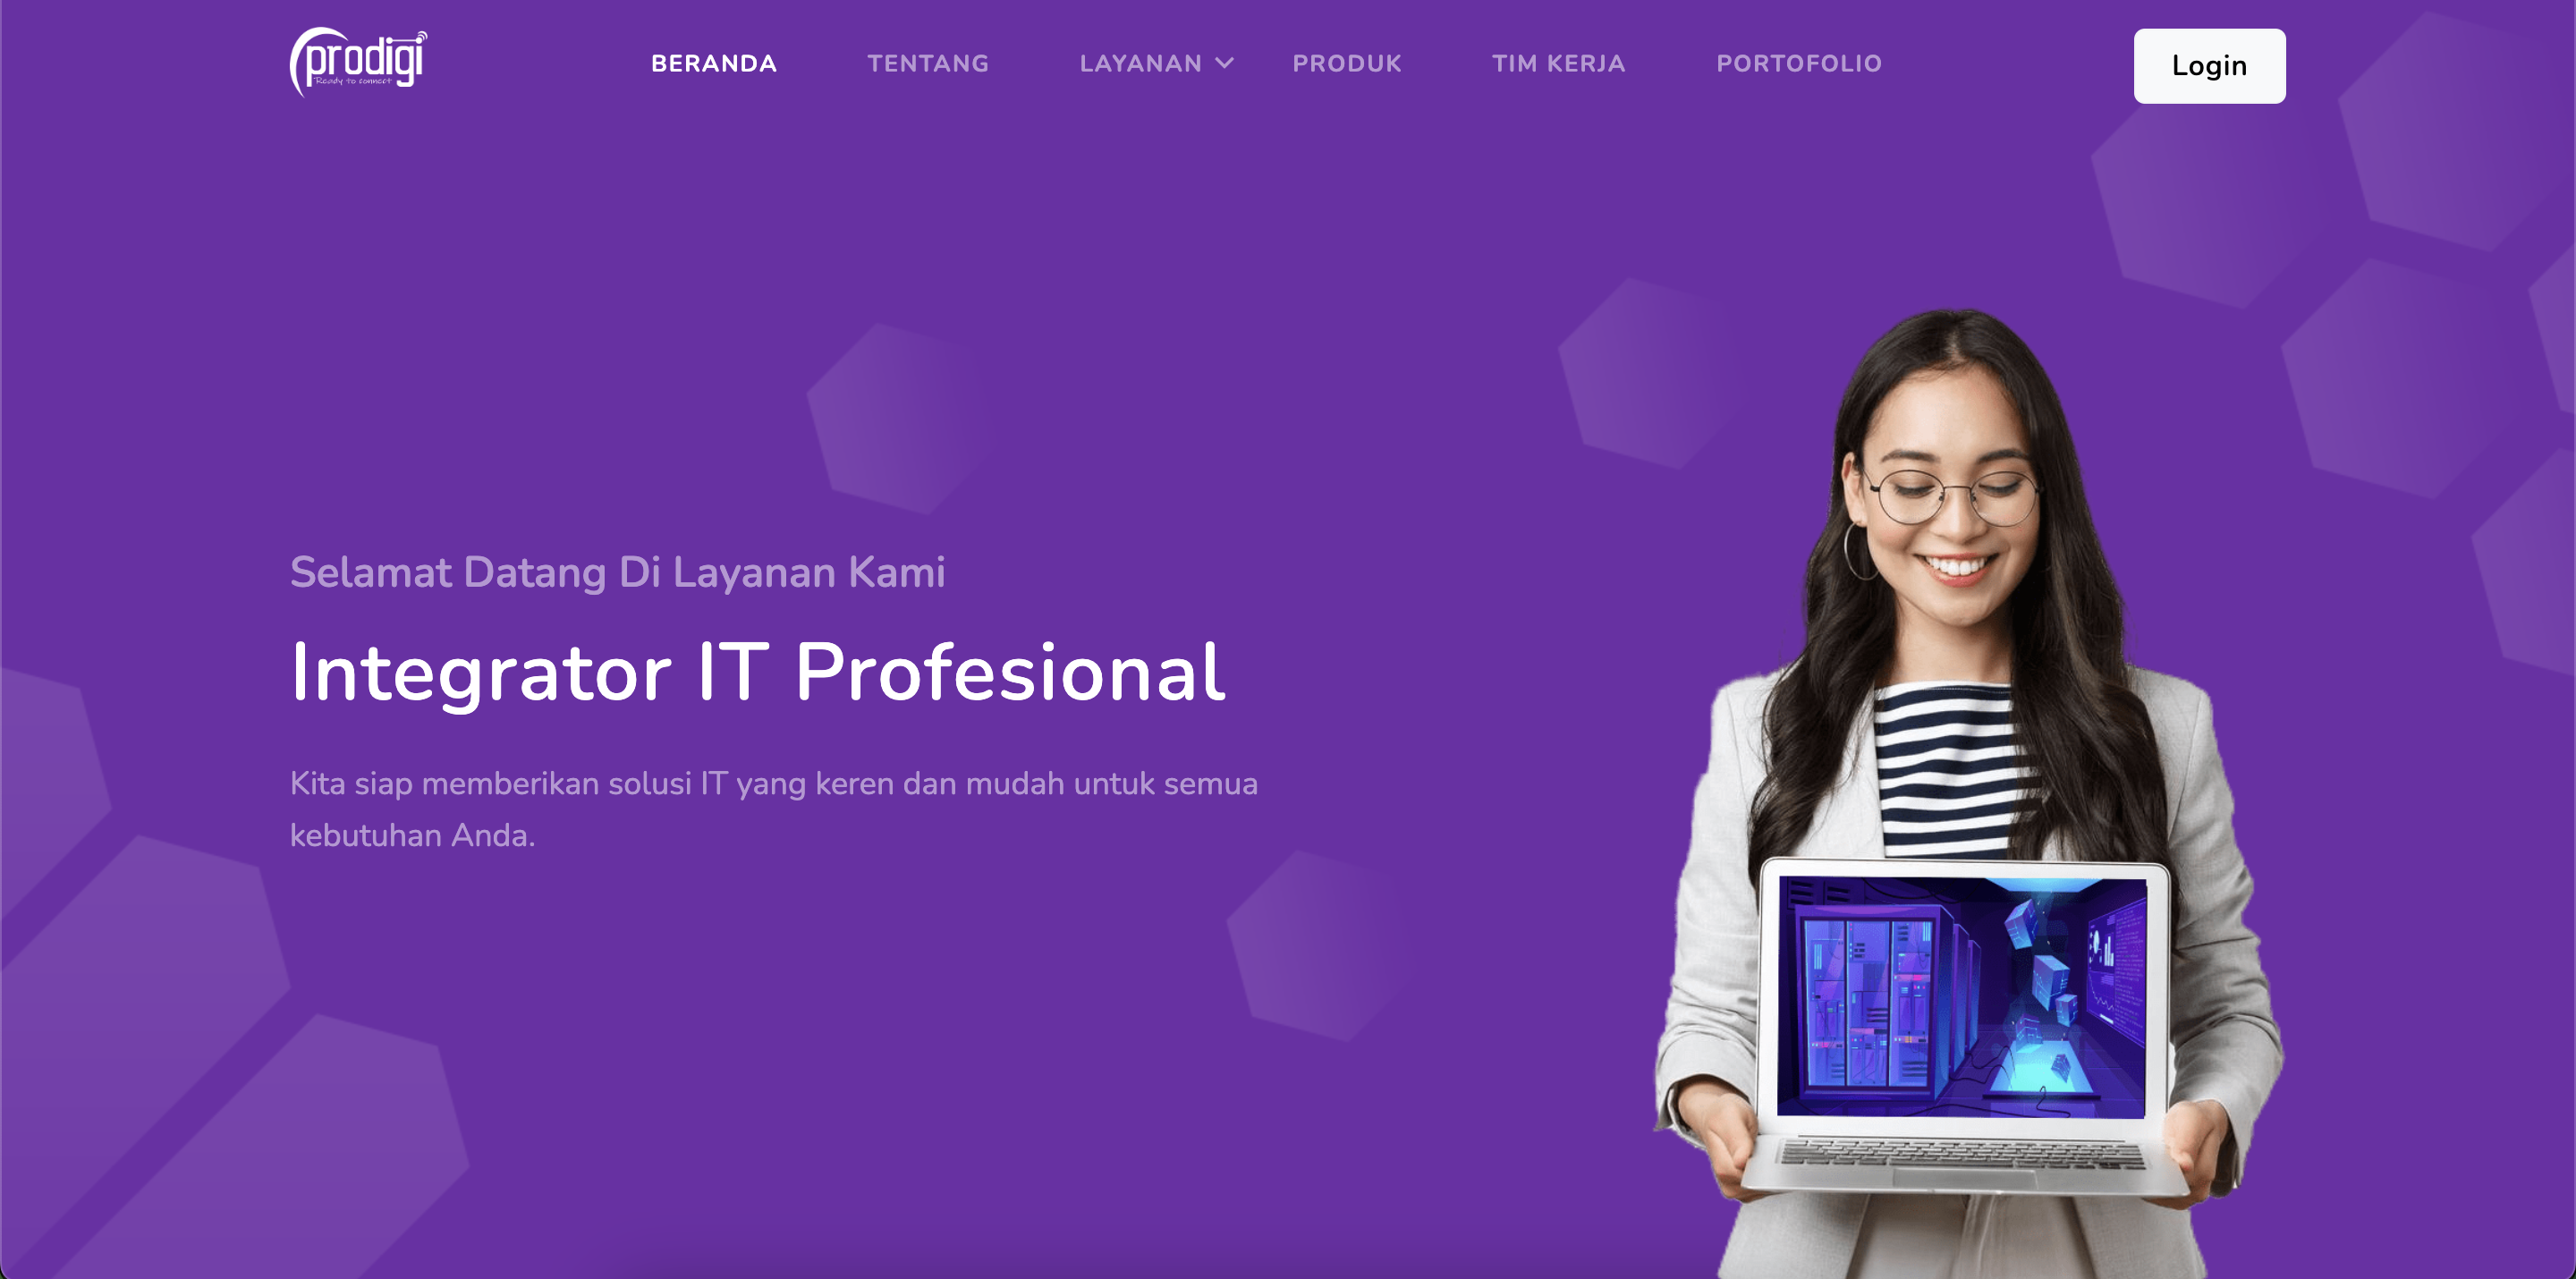 prodigi
Ready to connect
BERANDA
TENTANG
LAYANAN
PRODUK
TIM KERJA
PORTOFOLIO
Login
Selamat Datang Di Layanan Kami
Integrator IT Profesional
Kita siap memberikan solusi IT yang keren dan mudah untuk semua
kebutuhan Anda.